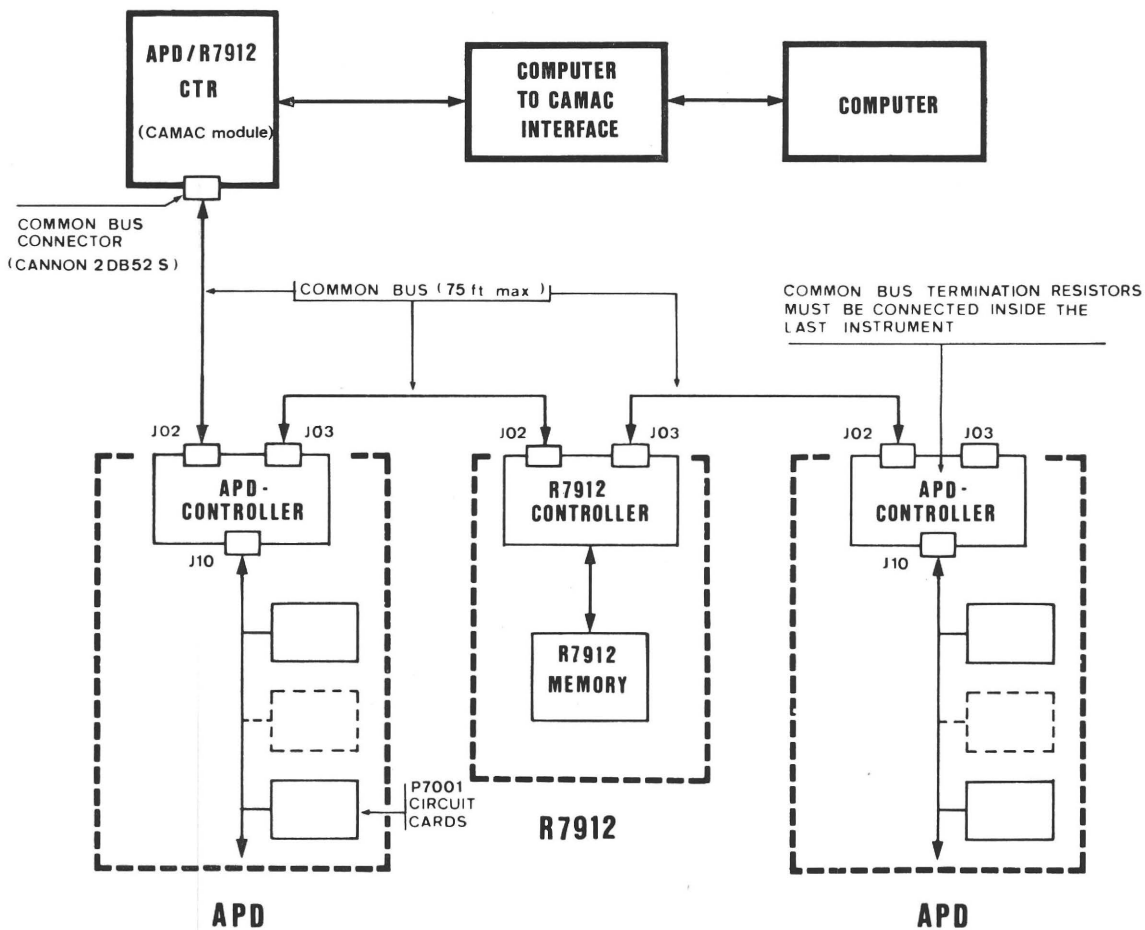 APD/R7912
CTR
(CAMAC module)
COMPUTER
TO CAMAC
INTERFACE
COMPUTER
COMMON BUS
CONNECTOR
(CANNON 2DB52S)
COMMON BUS (75ft max)
COMMON BUS TERMINATION RESISTORS
MUST BE CONNECTED INSIDE THE
LAST INSTRUMENT
J02
J03
APD-
CONTROLLER
J10
J02
J03
R7912
CONTROLLER
R7912
MEMORY
J02
J03
APD-
CONTROLLER
J10
P7001
CIRCUIT
CARDS
APD
R7912
APD